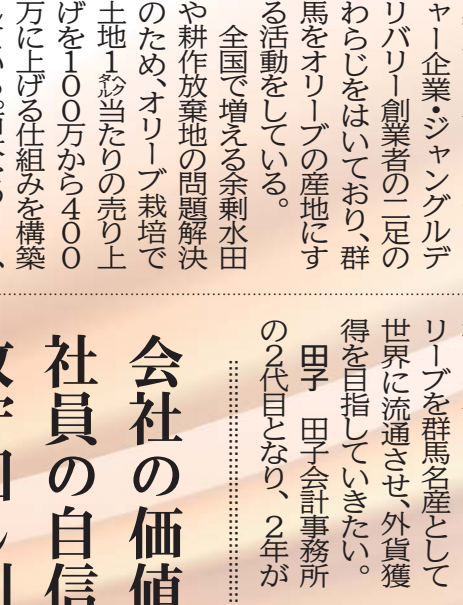 ャー企業・ジャングルデ
リバリー創業者の二足の
わらじをはいており、群
馬をオリーブの産地にす
る活動をしている。
全国で増える余剰水田
や耕作放棄地の問題解決
のため、オリーブ栽培で
土地1㌶当たりの売り上
げを100万から400
万に上げる仕組みを構築
リーブを群馬名産として
世界に流通させ、外貨獲
得を目指していきたい。
田子 田子会計事務所
の2代目となり、2年が
会社の価値
社員の自信